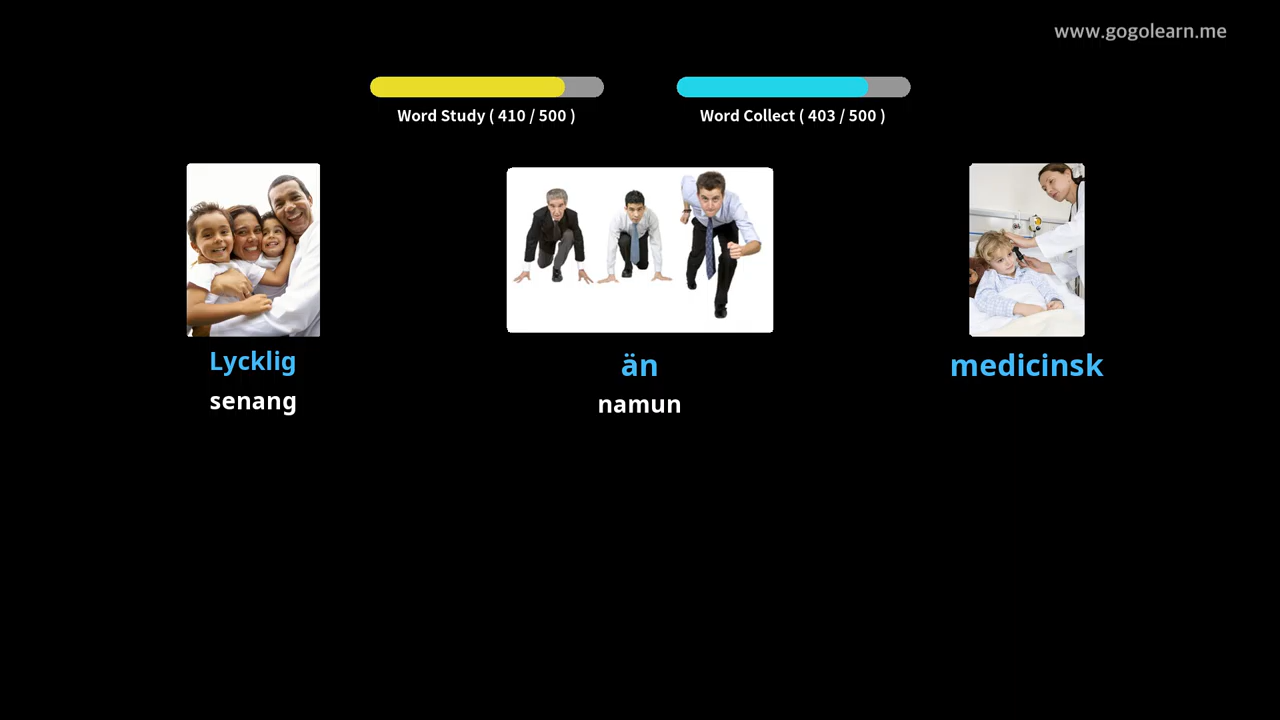 www.gogolearn.me
Word Study ( 410 / 500 )
Word Collect ( 403 / 500 )
Lycklig
än
medicinsk
senang
namun